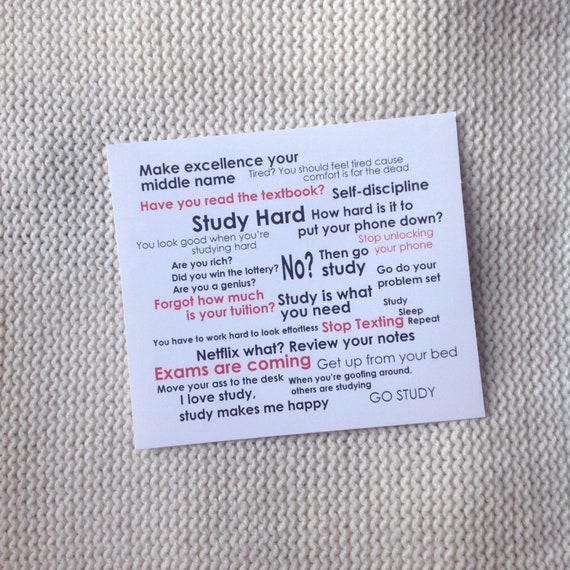 Make excellence your
middle name
Tired? You should feel tired cause
comfort is for the dead
Have you read the textbook?
Self-discipline
Study Hard
How hard is it to
put your phone down?
You look good when you're
studying hard
Stop unlocking
your phone
Are you rich?
Did you win the lottery?
Are you a genius?
No?
Then go
study
Go do your
problem set
Forgot how much
is your tuition?
Study is what
you need
Study
Sleep
Repeat
You have to work hard to look effortless
Stop Texting
Netflix what? Review your notes
Exams are coming
Get up from your bed
Move your ass to the desk
When you're goofing around,
others are studying
I love study,
study makes me happy
GO STUDY